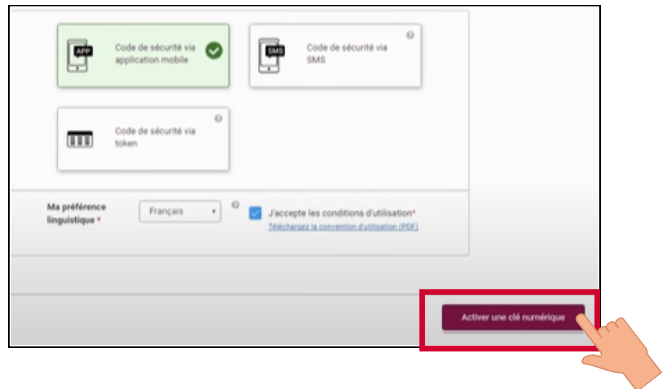 APP
Code de sécurité via
application mobile
SMS
Code de sécurité via
SMS
Code de sécurité via
token
Ma préférence
linguistique *
Français
J'accepte les conditions d'utilisation*
Téléchargez la convention d'utilisation (PDF)
Activer une clé numérique